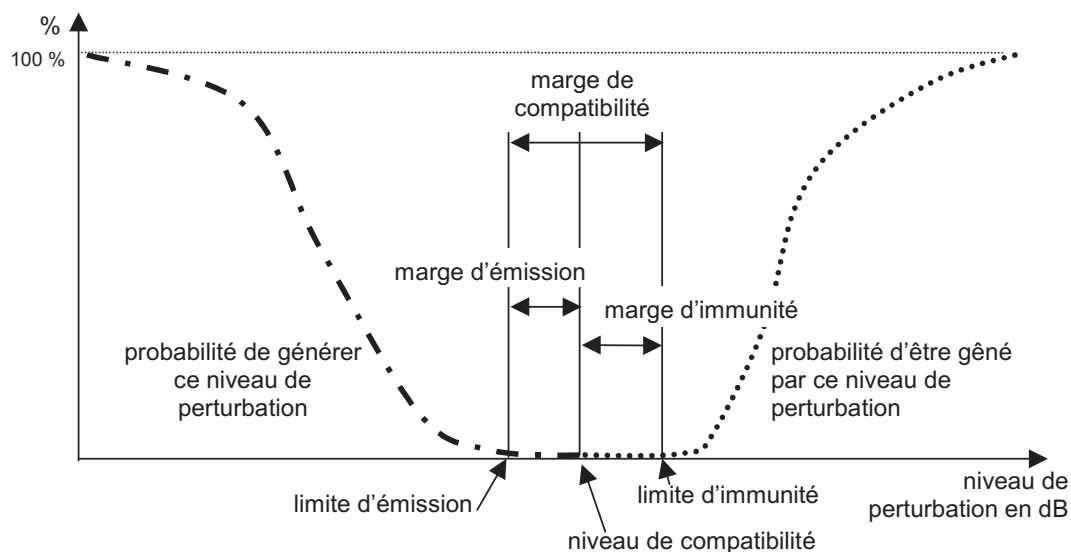 %
100 %
marge de
compatibilité
marge d’émission
marge d’immunité
probabilité de générer
ce niveau de
perturbation
probabilité d’être gêné
par ce niveau de
perturbation
limite d’émission
limite d’immunité
niveau de compatibilité
niveau de
perturbation en dB